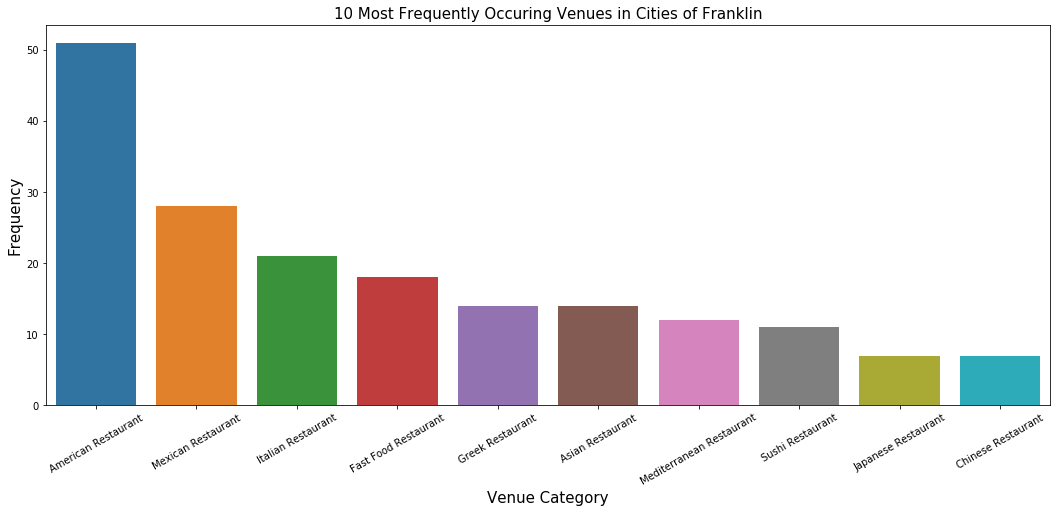 10 Most Frequently Occuring Venues in Cities of Franklin
Frequency
50
40
30
20
10
0
American Restaurant
Mexican Restaurant
Italian Restaurant
Fast Food Restaurant
Greek Restaurant
Asian Restaurant
Mediterranean Restaurant
Sushi Restaurant
Japanese Restaurant
Chinese Restaurant
Venue Category